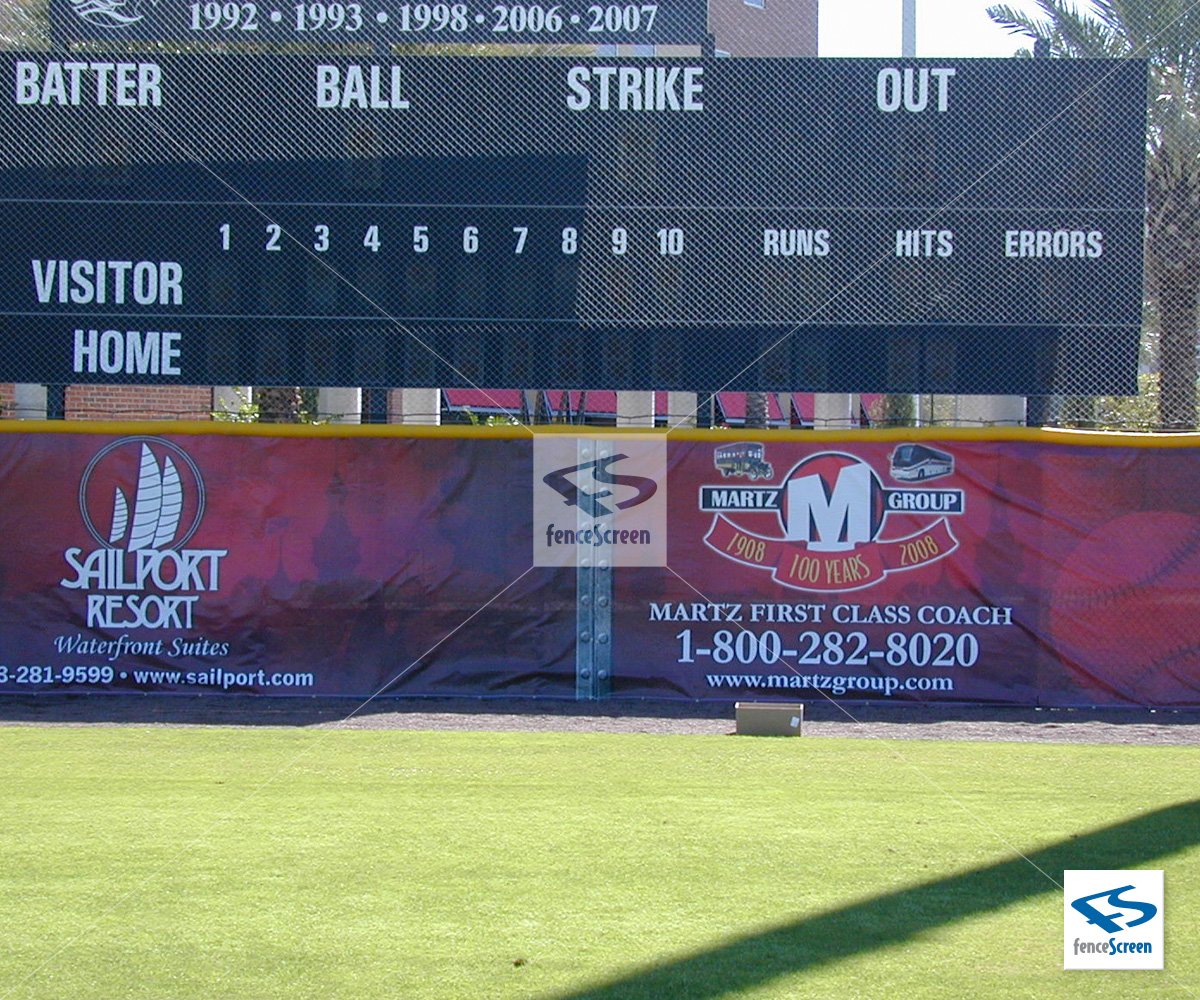 1992 • 1993 • 1998 • 2006 • 2007
BATTER BALL STRIKE OUT
1 2 3 4 5 6 7 8 9 10 RUNS HITS ERRORS
VISITOR
HOME
SAILPORT
RESORT
Waterfront Suites
3-281-9599 • www.sailport.com
fenceScreen
MARTZ M GROUP
1908 100 YEARS 2008
MARTZ FIRST CLASS COACH
1-800-282-8020
www.martzgroup.com
fenceScreen